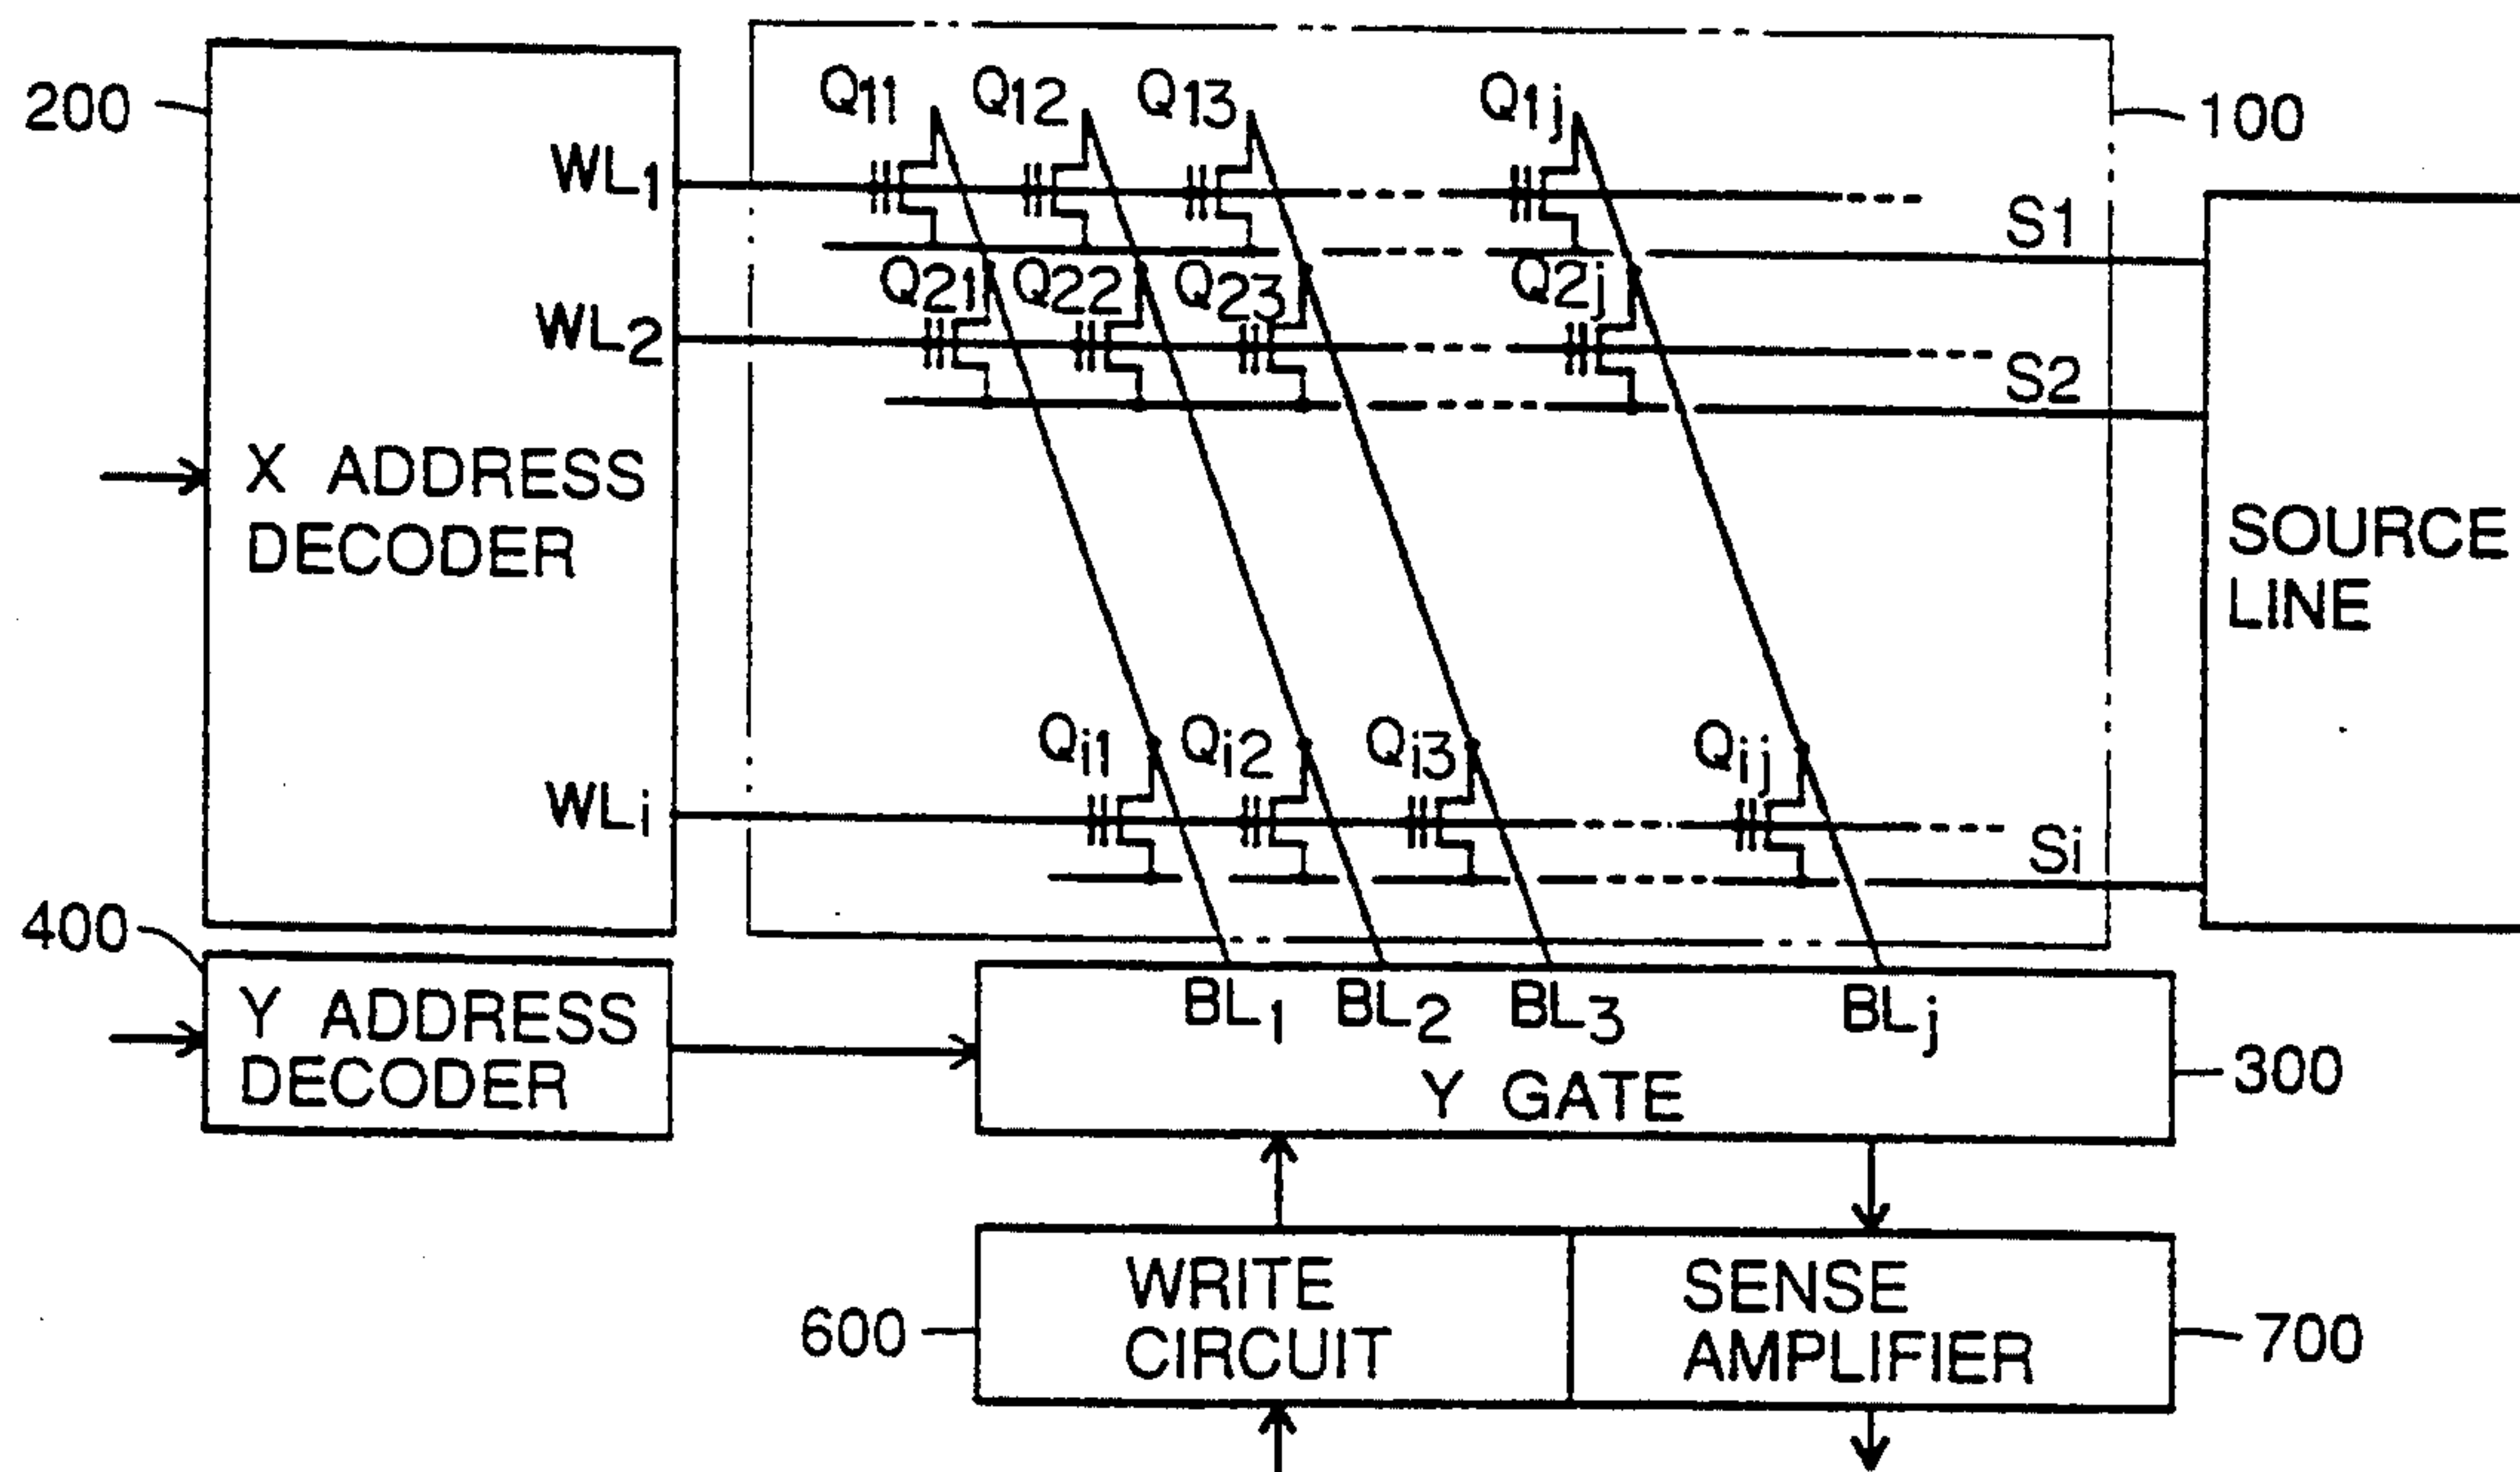 Q11 Q12 Q13 Q1j
200
100
WL1
S1
Q21 Q22 Q23 Q2j
WL2
S2
X ADDRESS
DECODER
SOURCE
LINE
Qi1 Qi2 Qi3 Qij
WLi
Si
400
BL1 BL2 BL3 BLj
Y ADDRESS
DECODER
Y GATE
300
WRITE
CIRCUIT
SENSE
AMPLIFIER
600
700